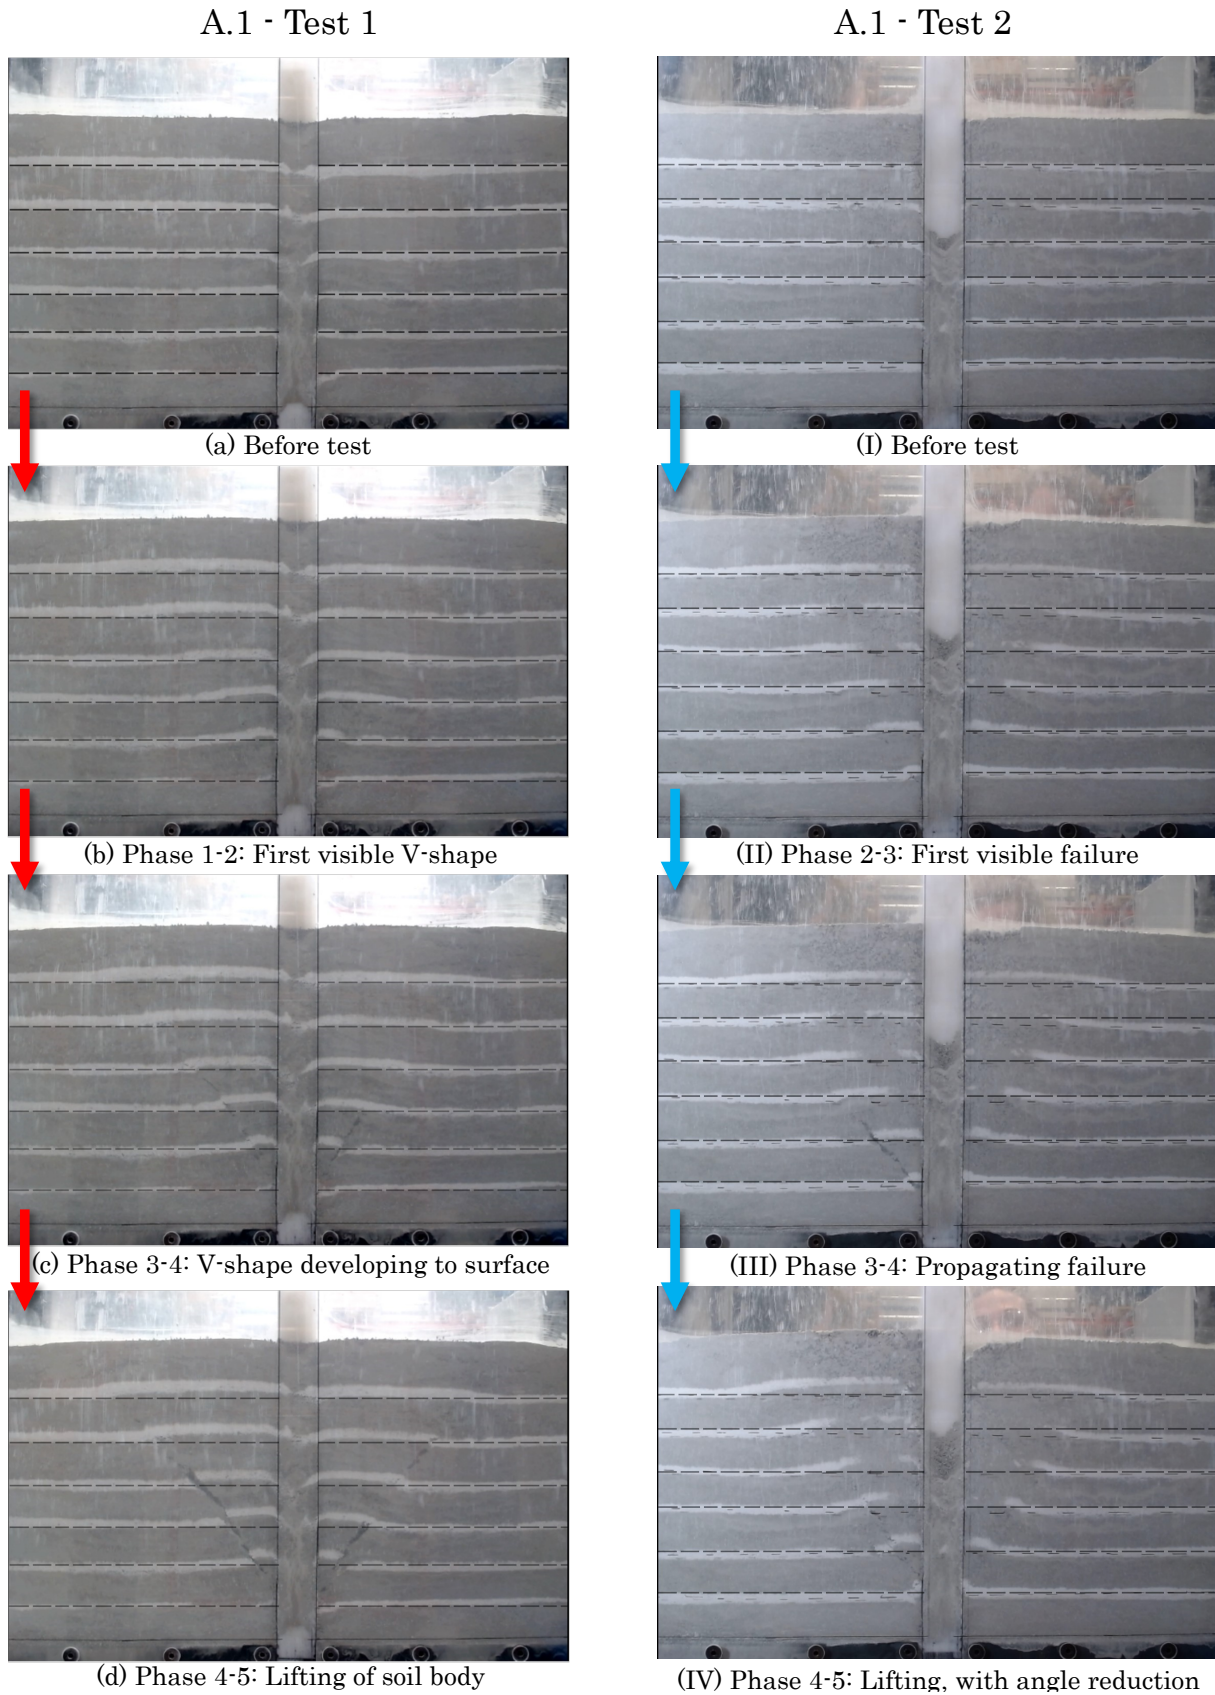 A.1 - Test 1
A.1 - Test 2
(a) Before test
(I) Before test
(b) Phase 1-2: First visible V-shape
(II) Phase 2-3: First visible failure
(c) Phase 3-4: V-shape developing to surface
(III) Phase 3-4: Propagating failure
(d) Phase 4-5: Lifting of soil body
(IV) Phase 4-5: Lifting, with angle reduction